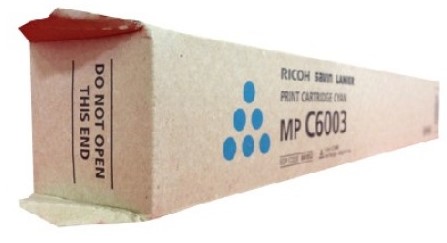 DO NOT OPEN
THIS END
RICOH SAVIN LANIER
PRINT CARTRIDGE CYAN
MP C6003